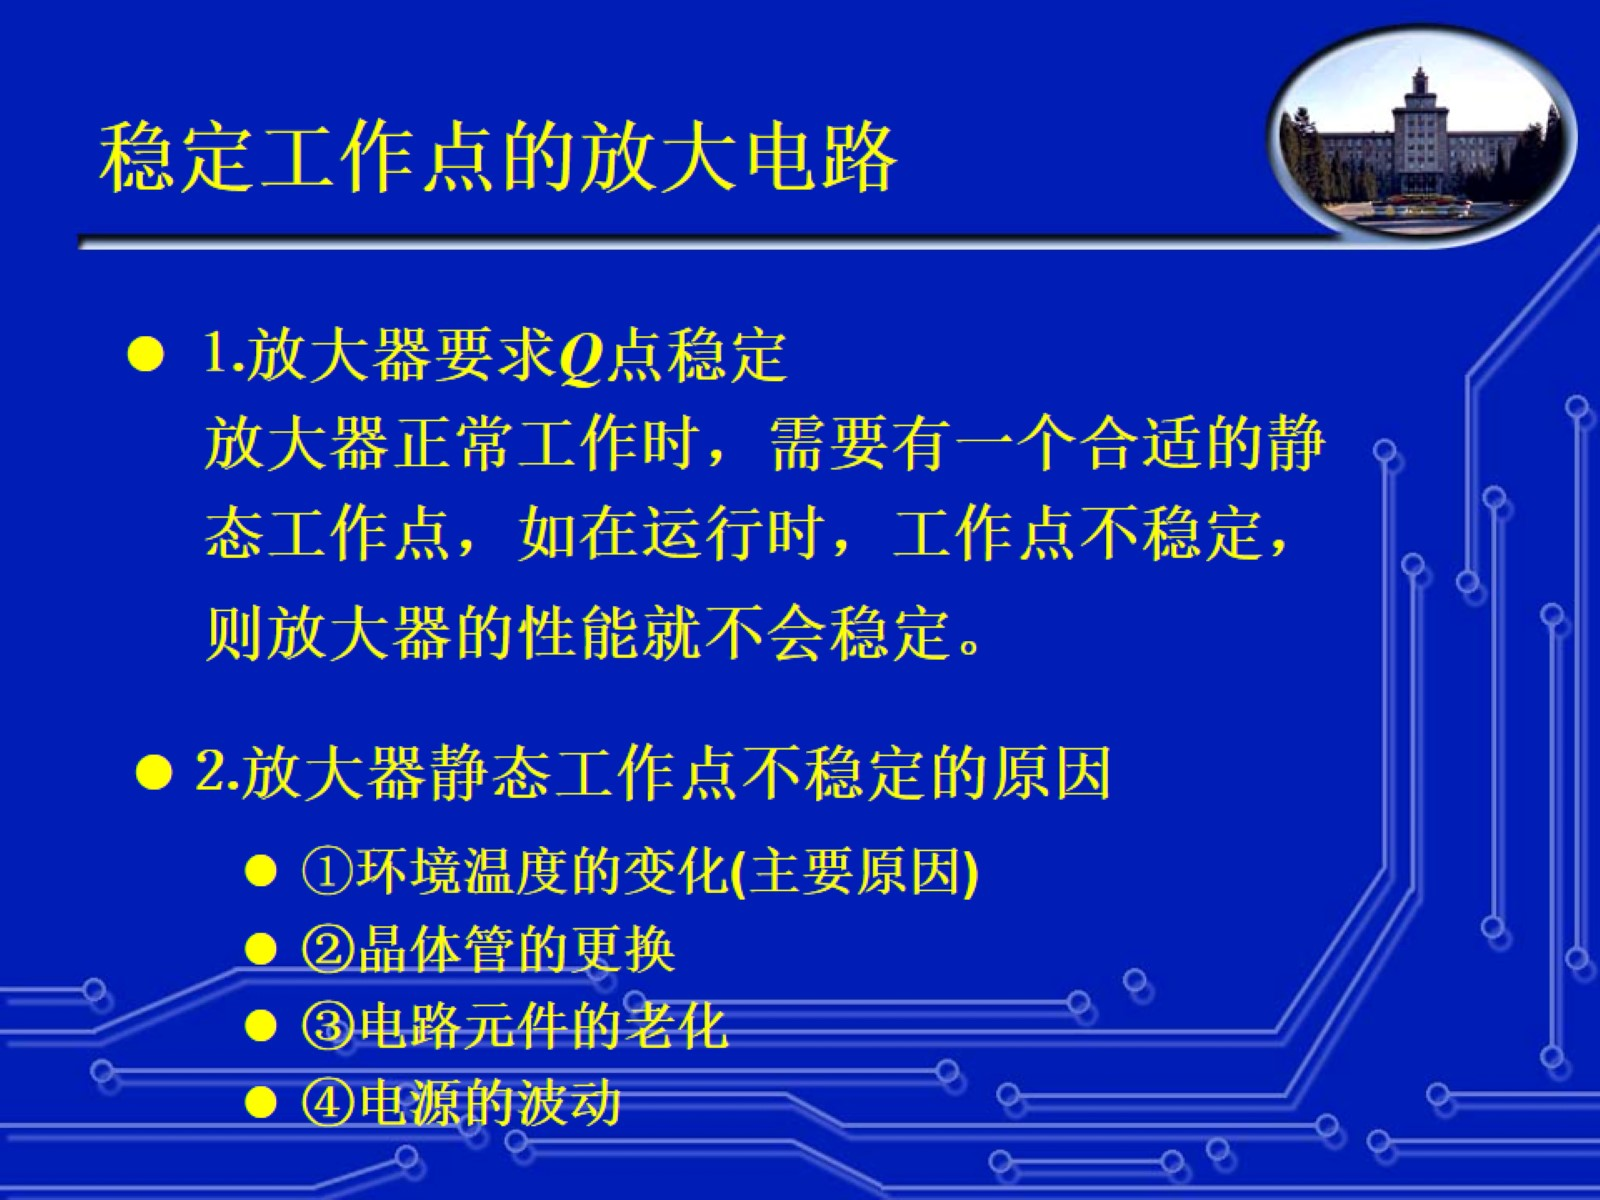 稳定工作点的放大电路
1.放大器要求Q点稳定
放大器正常工作时，需要有一个合适的静
态工作点，如在运行时，工作点不稳定，
则放大器的性能就不会稳定。
2.放大器静态工作点不稳定的原因
①环境温度的变化(主要原因)
②晶体管的更换
③电路元件的老化
④电源的波动